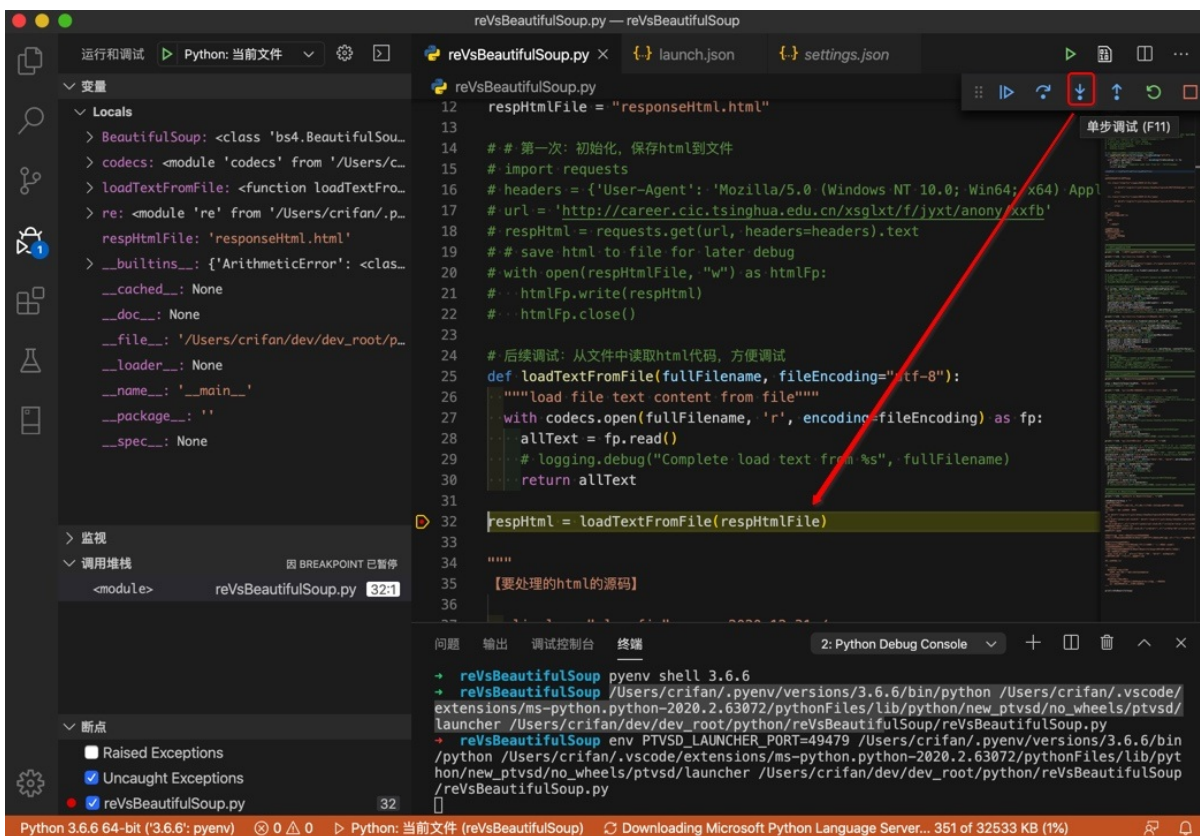 reVsBeautifulSoup.py — reVsBeautifulSoup
运行和调试 Python: 当前文件
变量
Locals
BeautifulSoup: <class 'bs4.BeautifulSou…
codecs: <module 'codecs' from '/Users/c…
loadTextFromFile: <function loadTextFro…
re: <module 're' from '/Users/crifan/.p…
respHtmlFile: 'responseHtml.html'
__builtins__: {'ArithmeticError': <clas…
__cached__: None
__doc__: None
__file__: '/Users/crifan/dev/dev_root/p…
__loader__: None
__name__: '__main__'
__package__: ''
__spec__: None
监视
调用堆栈 因 BREAKPOINT 已暂停
<module> reVsBeautifulSoup.py 32:1
断点
Raised Exceptions
Uncaught Exceptions
reVsBeautifulSoup.py 32
1
reVsBeautifulSoup.py {..} launch.json {..} settings.json
reVsBeautifulSoup.py
单步调试 (F11)
12 respHtmlFile = "responseHtml.html"
13
14 # # 第一次：初始化，保存html到文件
15 # import requests
16 # headers = {'User-Agent': 'Mozilla/5.0 (Windows NT 10.0; Win64; x64) Appl
17 # url = 'http://career.cic.tsinghua.edu.cn/xsglxt/f/jyxt/anony/xxfb'
18 # respHtml = requests.get(url, headers=headers).text
19 # # save html to file for later debug
20 # with open(respHtmlFile, "w") as htmlFp:
21 #   htmlFp.write(respHtml)
22 #   htmlFp.close()
23
24 # 后续调试：从文件中读取html代码，方便调试
25 def loadTextFromFile(fullFilename, fileEncoding="utf-8"):
26   """load file text content from file"""
27   with codecs.open(fullFilename, 'r', encoding=fileEncoding) as fp:
28     allText = fp.read()
29     # logging.debug("Complete load text from %s", fullFilename)
30     return allText
31
32 respHtml = loadTextFromFile(respHtmlFile)
33
34 """
35 【要处理的html的源码】
36
问题 输出 调试控制台 终端 2: Python Debug Console
➜ reVsBeautifulSoup pyenv shell 3.6.6
➜ reVsBeautifulSoup /Users/crifan/.pyenv/versions/3.6.6/bin/python /Users/crifan/.vscode/
extensions/ms-python.python-2020.2.63072/pythonFiles/lib/python/new_ptvsd/no_wheels/ptvsd/
launcher /Users/crifan/dev/dev_root/python/reVsBeautifulSoup/reVsBeautifulSoup.py
➜ reVsBeautifulSoup env PTVSD_LAUNCHER_PORT=49479 /Users/crifan/.pyenv/versions/3.6.6/bin
/python /Users/crifan/.vscode/extensions/ms-python.python-2020.2.63072/pythonFiles/lib/pyt
hon/new_ptvsd/no_wheels/ptvsd/launcher /Users/crifan/dev/dev_root/python/reVsBeautifulSoup
/reVsBeautifulSoup.py
Python 3.6.6 64-bit ('3.6.6': pyenv) 0 0 Python: 当前文件 (reVsBeautifulSoup) Downloading Microsoft Python Language Server... 351 of 32533 KB (1%)